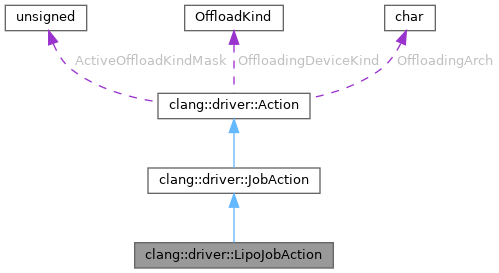 unsigned
OffloadKind
char
ActiveOffloadKindMask
OffloadingDeviceKind
OffloadingArch
clang::driver::Action
clang::driver::JobAction
clang::driver::LipoJobAction